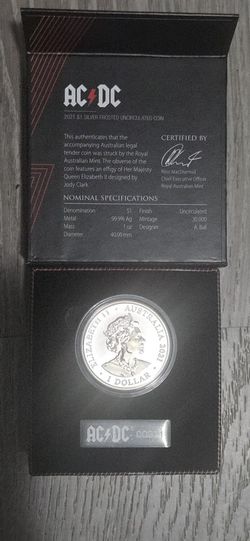 AC⚡DC
2021 $1 SILVER FROSTED UNCIRCULATED COIN
This authenticates that the
accompanying Australian legal
tender coin was struck by the Royal
Australian Mint. The obverse of the
coin features an effigy of Her Majesty
Queen Elizabeth II designed by
Jody Clark.
CERTIFIED BY
Ross MacDiarmid
Chief Executive Officer
Royal Australian Mint
NOMINAL SPECIFICATIONS
Denomination $1 Finish Uncirculated
Metal 99.9% Ag Mintage 30,000
Mass 1 oz Designer A. Ball
Diameter 40.00 mm
ELIZABETH II • AUSTRALIA 2021
1 DOLLAR
AC⚡DC